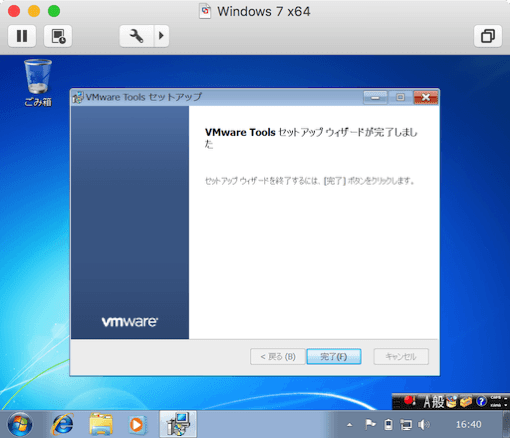 Windows 7 x64
ごみ箱
VMware Tools セットアップ
VMware Tools セットアップ ウィザードが完了しまし
た
セットアップ ウィザードを終了するには、[完了] ボタンをクリックします。
vmware
< 戻る(B)
完了(F)
キャンセル
A 般
CAPS
KANA
16:40